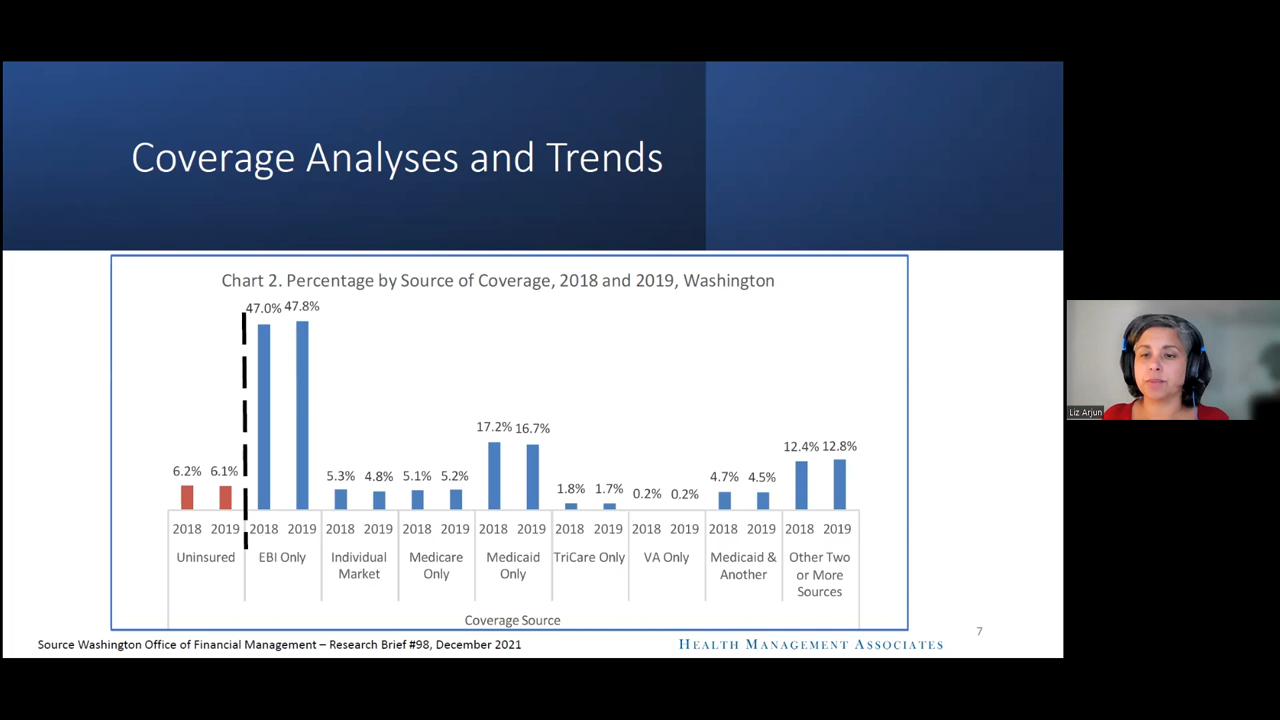 Coverage Analyses and Trends
Chart 2. Percentage by Source of Coverage, 2018 and 2019, Washington
47.0% 47.8%
17.2% 16.7%
12.4% 12.8%
6.2% 6.1%
5.3% 4.8% 5.1% 5.2%
4.7% 4.5%
1.8% 1.7% 0.2% 0.2%
2018 2019 2018 2019 2018 2019 2018 2019 2018 2019 2018 2019 2018 2019 2018 2019 2018 2019
Uninsured
EBI Only
Individual
Market
Medicare
Only
Medicaid
Only
TriCare Only
VA Only
Medicaid &
Another
Other Two
or More
Sources
Coverage Source
Source Washington Office of Financial Management – Research Brief #98, December 2021
HEALTH MANAGEMENT ASSOCIATES
7
Liz Arjun